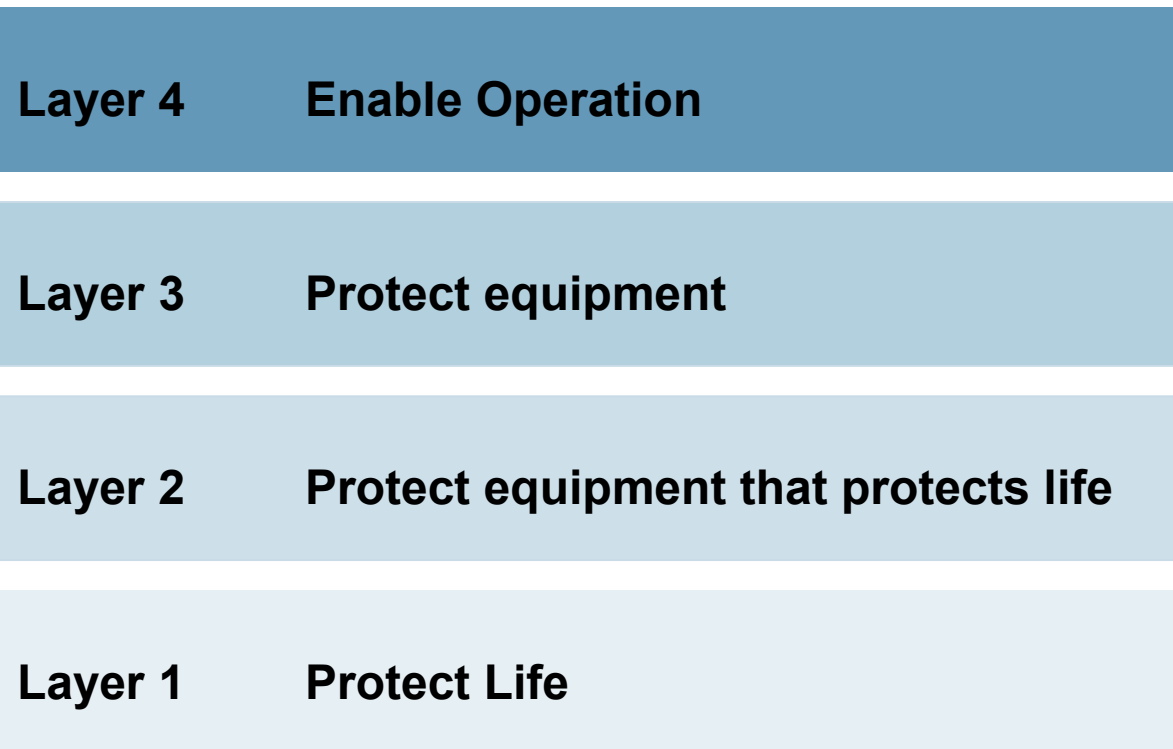 Layer 4 Enable Operation
Layer 3 Protect equipment
Layer 2 Protect equipment that protects life
Layer 1 Protect Life